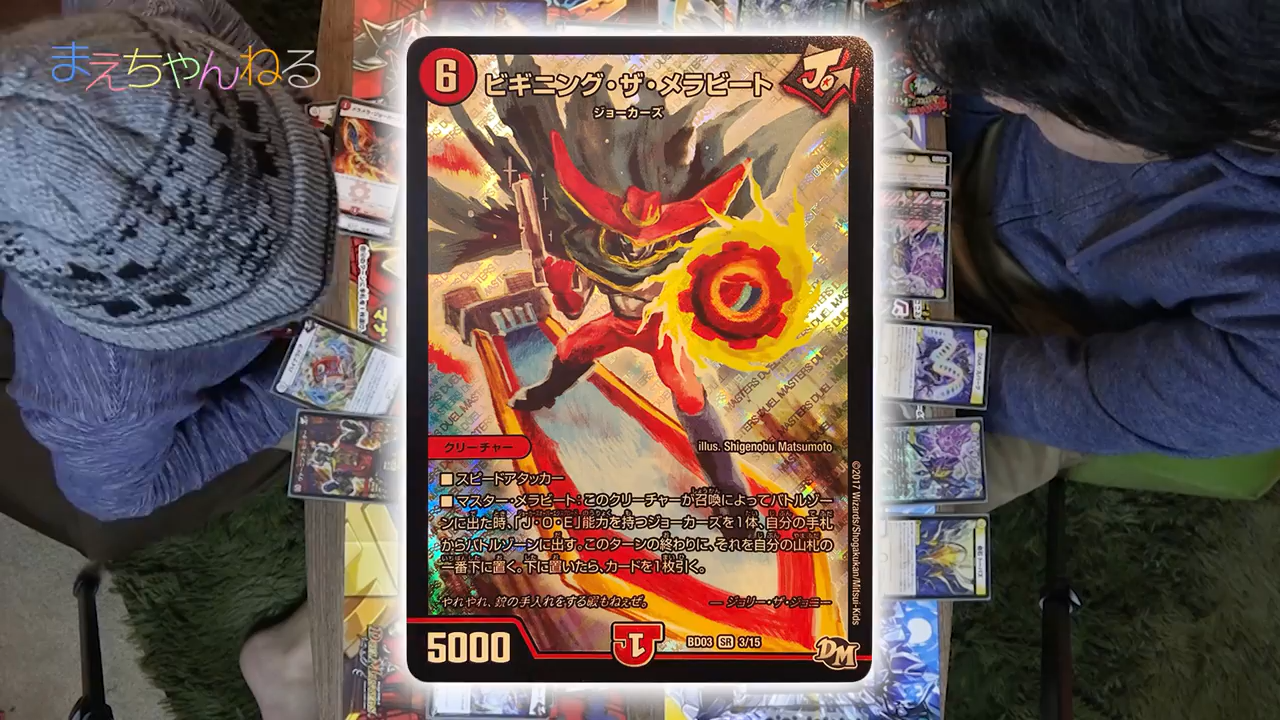 まえちゃんねる
6
ビギニング・ザ・メラビート
ジョーカーズ
J
クリーチャー
illus. Shigenobu Matsumoto
■スピードアタッカー
■マスター・メラビート：このクリーチャーが召喚によってバトルゾー
ンに出た時、「J・O・E」能力を持つジョーカーズを1体、自分の手札
からバトルゾーンに出す。このターンの終わりに、それを自分の山札の
一番下に置く。下に置いたら、カードを1枚引く。
やれやれ、銃の手入れをする暇もねぇぜ。 ― ジョリー・ザ・ジョニー
©2017 Wizards/Shogakukan/Mitsui-Kids
5000
1
BD03 SR 3/15
DM